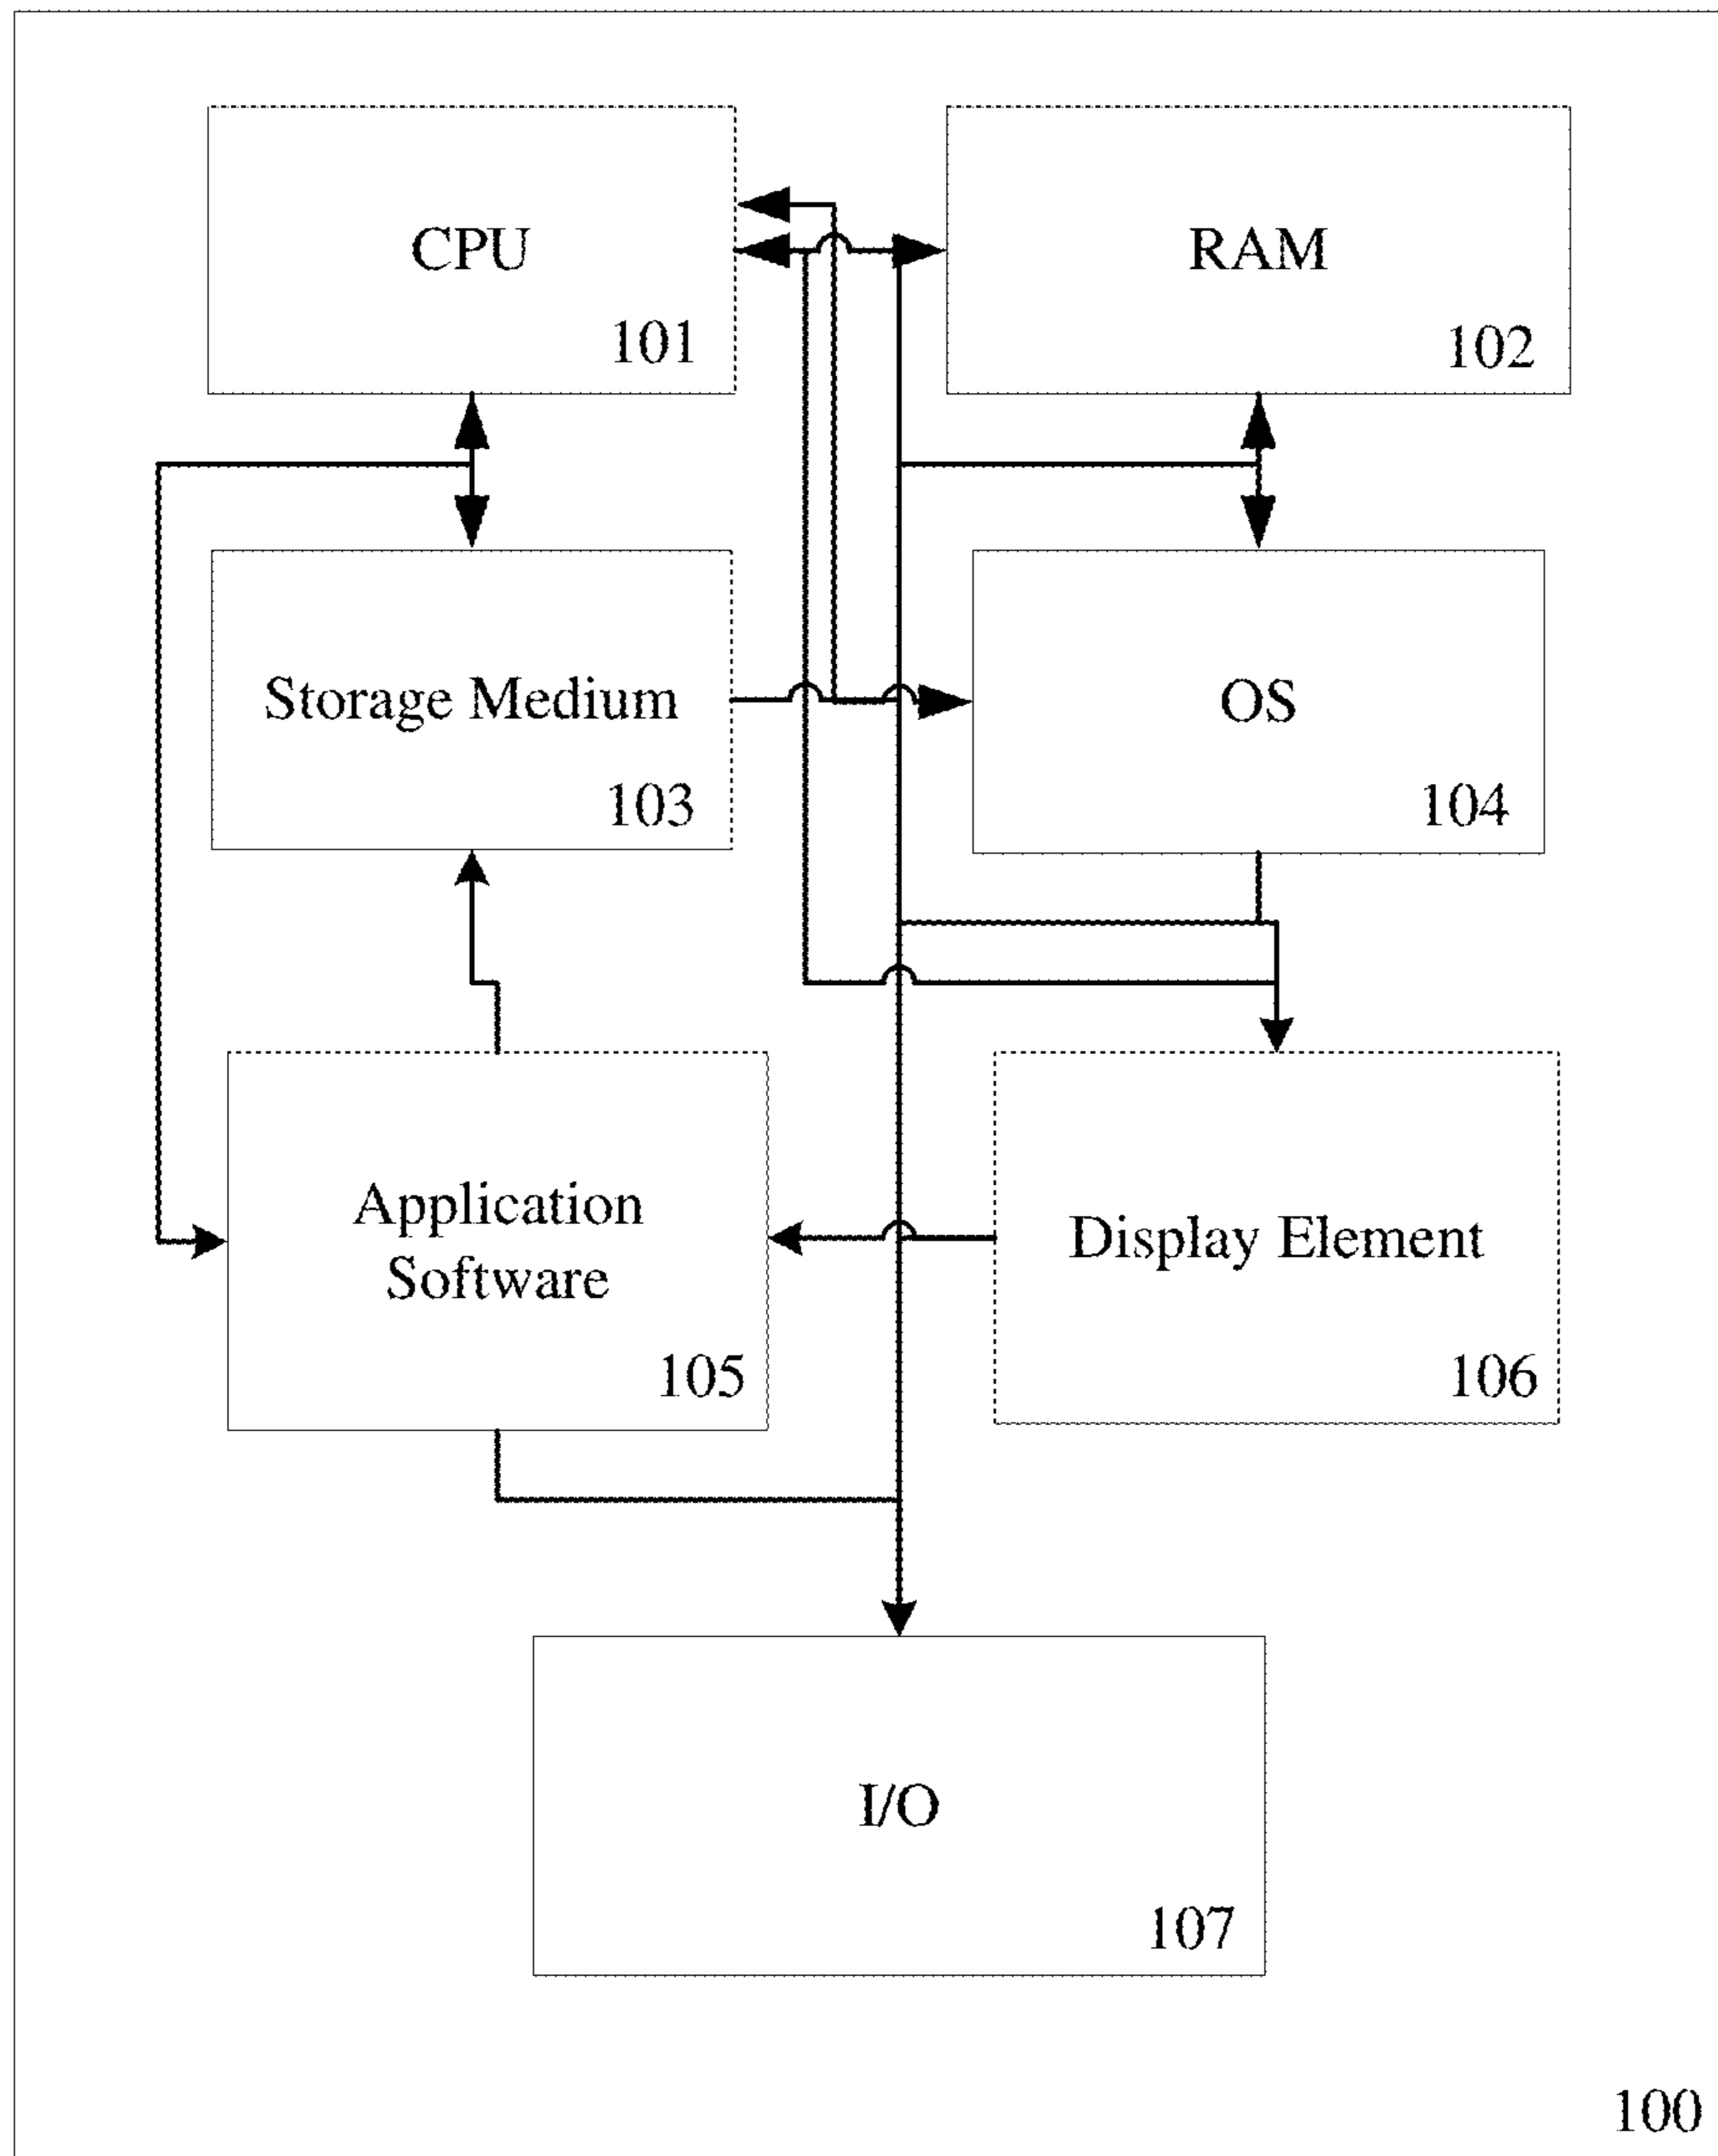 CPU
101
RAM
102
Storage Medium
103
OS
104
Application
Software
105
Display Element
106
I/O
107
100